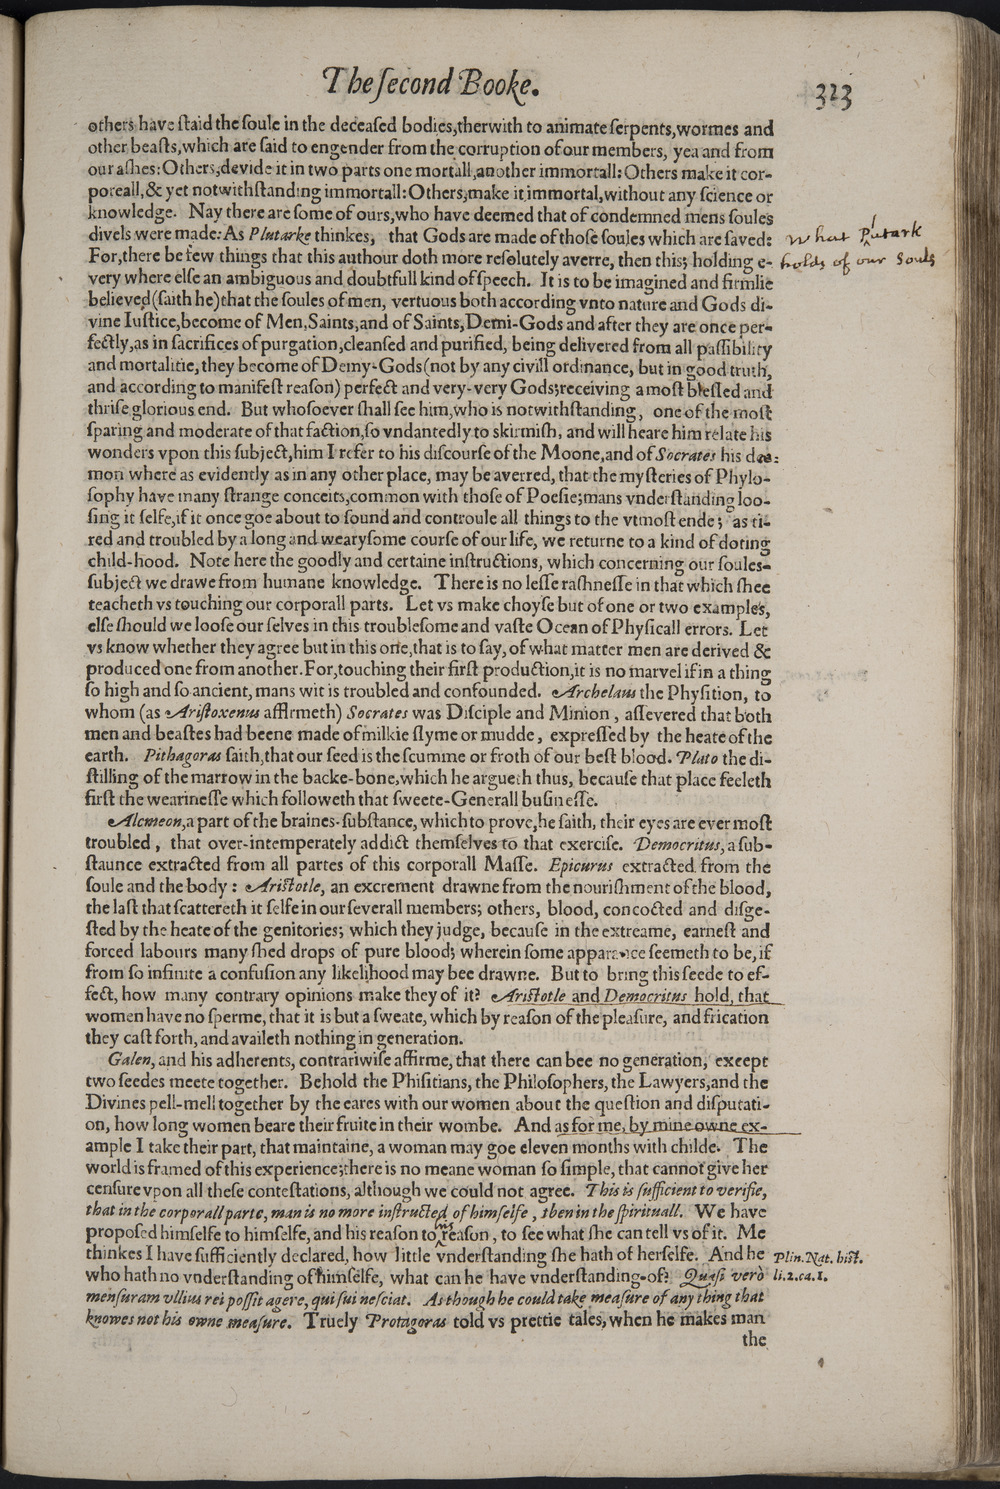 The ſecond Booke.
323
others have ſtaid the ſoule in the deceaſed bodies,therwith to animate ſerpents,wormes and
other beaſts,which are ſaid to engender from the corruption of our members, yea and from
our aſhes:Others,devide it in two parts one mortall,another immortall:Others make it cor-
poreall,& yet notwithſtanding immortall:Others,make it immortal,without any ſcience or
knowledge. Nay there are ſome of ours,who have deemed that of condemned mens ſoules
divels were made:As Plutarke thinkes, that Gods are made of thoſe ſoules which are ſaved:
What Plutark
For,there be few things that this authour doth more reſolutely averre, then this; holding e-
holds of our Souls
very where elſe an ambiguous and doubtfull kind of ſpeech. It is to be imagined and firmlie
believed(ſaith he)that the ſoules of men, vertuous both according vnto nature and Gods di-
vine Iuſtice,become of Men,Saints,and of Saints,Demi-Gods and after they are once per-
fectly,as in ſacrifices of purgation,cleanſed and purified, being delivered from all paſſibility
and mortalitie,they become of Demy-Gods(not by any civill ordinance, but in good truth,
and according to manifeſt reaſon) perfect and very-very Gods;receiving a moſt bleſſed and
thriſe glorious end. But whoſoever ſhall ſee him,who is notwithſtanding, one of the moſt
ſparing and moderate of that faction,ſo vndantedly to skirmiſh, and will heare him relate his
wonders vpon this ſubject,him I refer to his diſcourſe of the Moone,and of Socrates his dæ-
mon where as evidently as in any other place, may be averred, that the myſteries of Phylo-
ſophy have many ſtrange conceits,common with thoſe of Poeſie;mans vnderſtanding loo-
ſing it ſelfe,if it once goe about to ſound and controule all things to the vtmoſt ende; as ti-
red and troubled by a long and wearyſome courſe of our life, we returne to a kind of doting
child-hood. Note here the goodly and certaine inſtructions, which concerning our ſoules-
ſubject we drawe from humane knowledge. There is no leſſe raſhneſſe in that which ſhee
teacheth vs touching our corporall parts. Let vs make choyſe but of one or two examples,
elſe ſhould we looſe our ſelves in this troubleſome and vaſte Ocean of Phyſicall errors. Let
vs know whether they agree but in this one,that is to ſay, of what matter men are derived &
produced one from another.For,touching their firſt production,it is no marvel if in a thing
ſo high and ſo ancient, mans wit is troubled and confounded. Archelaus the Phyſition, to
whom (as Ariſtoxenus affirmeth) Socrates was Diſciple and Minion, aſſevered that both
men and beaſtes had beene made of milkie ſlyme or mudde, expreſſed by the heate of the
earth. Pithagoras ſaith,that our ſeed is the ſcumme or froth of our beſt blood. Plato the di-
ſtilling of the marrow in the backe-bone,which he argueth thus, becauſe that place feeleth
firſt the wearineſſe which followeth that ſweete-Generall buſineſſe.
Alcmeon,a part of the braines-ſubſtance, which to prove,he ſaith, their eyes are ever moſt
troubled, that over-intemperately addict themſelves to that exerciſe. Democritus, a ſub-
ſtaunce extracted from all partes of this corporall Maſſe. Epicurus extracted from the
ſoule and the body: Ariſtotle, an excrement drawne from the nouriſhment of the blood,
the laſt that ſcattereth it ſelfe in our ſeverall members; others, blood, concocted and diſge-
ſted by the heate of the genitories; which they judge, becauſe in the extreame, earneſt and
forced labours many ſhed drops of pure blood; wherein ſome apparance ſeemeth to be, if
from ſo infinite a confuſion any likelihood may bee drawne. But to bring this ſeede to ef-
fect, how many contrary opinions make they of it? Ariſtotle and Democritus hold, that
women have no ſperme, that it is but a ſweate, which by reaſon of the pleaſure, and frication
they caſt forth, and availeth nothing in generation.
Galen, and his adherents, contrariwiſe affirme, that there can bee no generation, except
two ſeedes meete together. Behold the Phiſitians, the Philoſophers, the Lawyers,and the
Divines pell-mell together by the eares with our women about the queſtion and diſputati-
on, how long women beare their fruite in their wombe. And as for me, by mine owne ex-
ample I take their part, that maintaine, a woman may goe eleven months with childe. The
world is framed of this experience;there is no meane woman ſo ſimple, that cannot give her
cenſure vpon all theſe conteſtations, although we could not agree. This is ſufficient to verifie,
that in the corporall parte, man is no more inſtructed of himſelfe, then in the ſpirituall. We have
his
propoſed himſelfe to himſelfe, and his reaſon to reaſon, to ſee what ſhe can tell vs of it. Me
thinkes I have ſufficiently declared, how little vnderſtanding ſhe hath of herſelfe. And he
Plin. Nat. hiſt.
who hath no vnderſtanding of himſelfe, what can he have vnderſtanding of? Quaſi verò
li.2.ca.1.
menſuram vllius rei poſſit agere, qui ſui neſciat. As though he could take meaſure of any thing that
knowes not his owne meaſure. Truely Protagoras told vs prettie tales, when he makes man
the